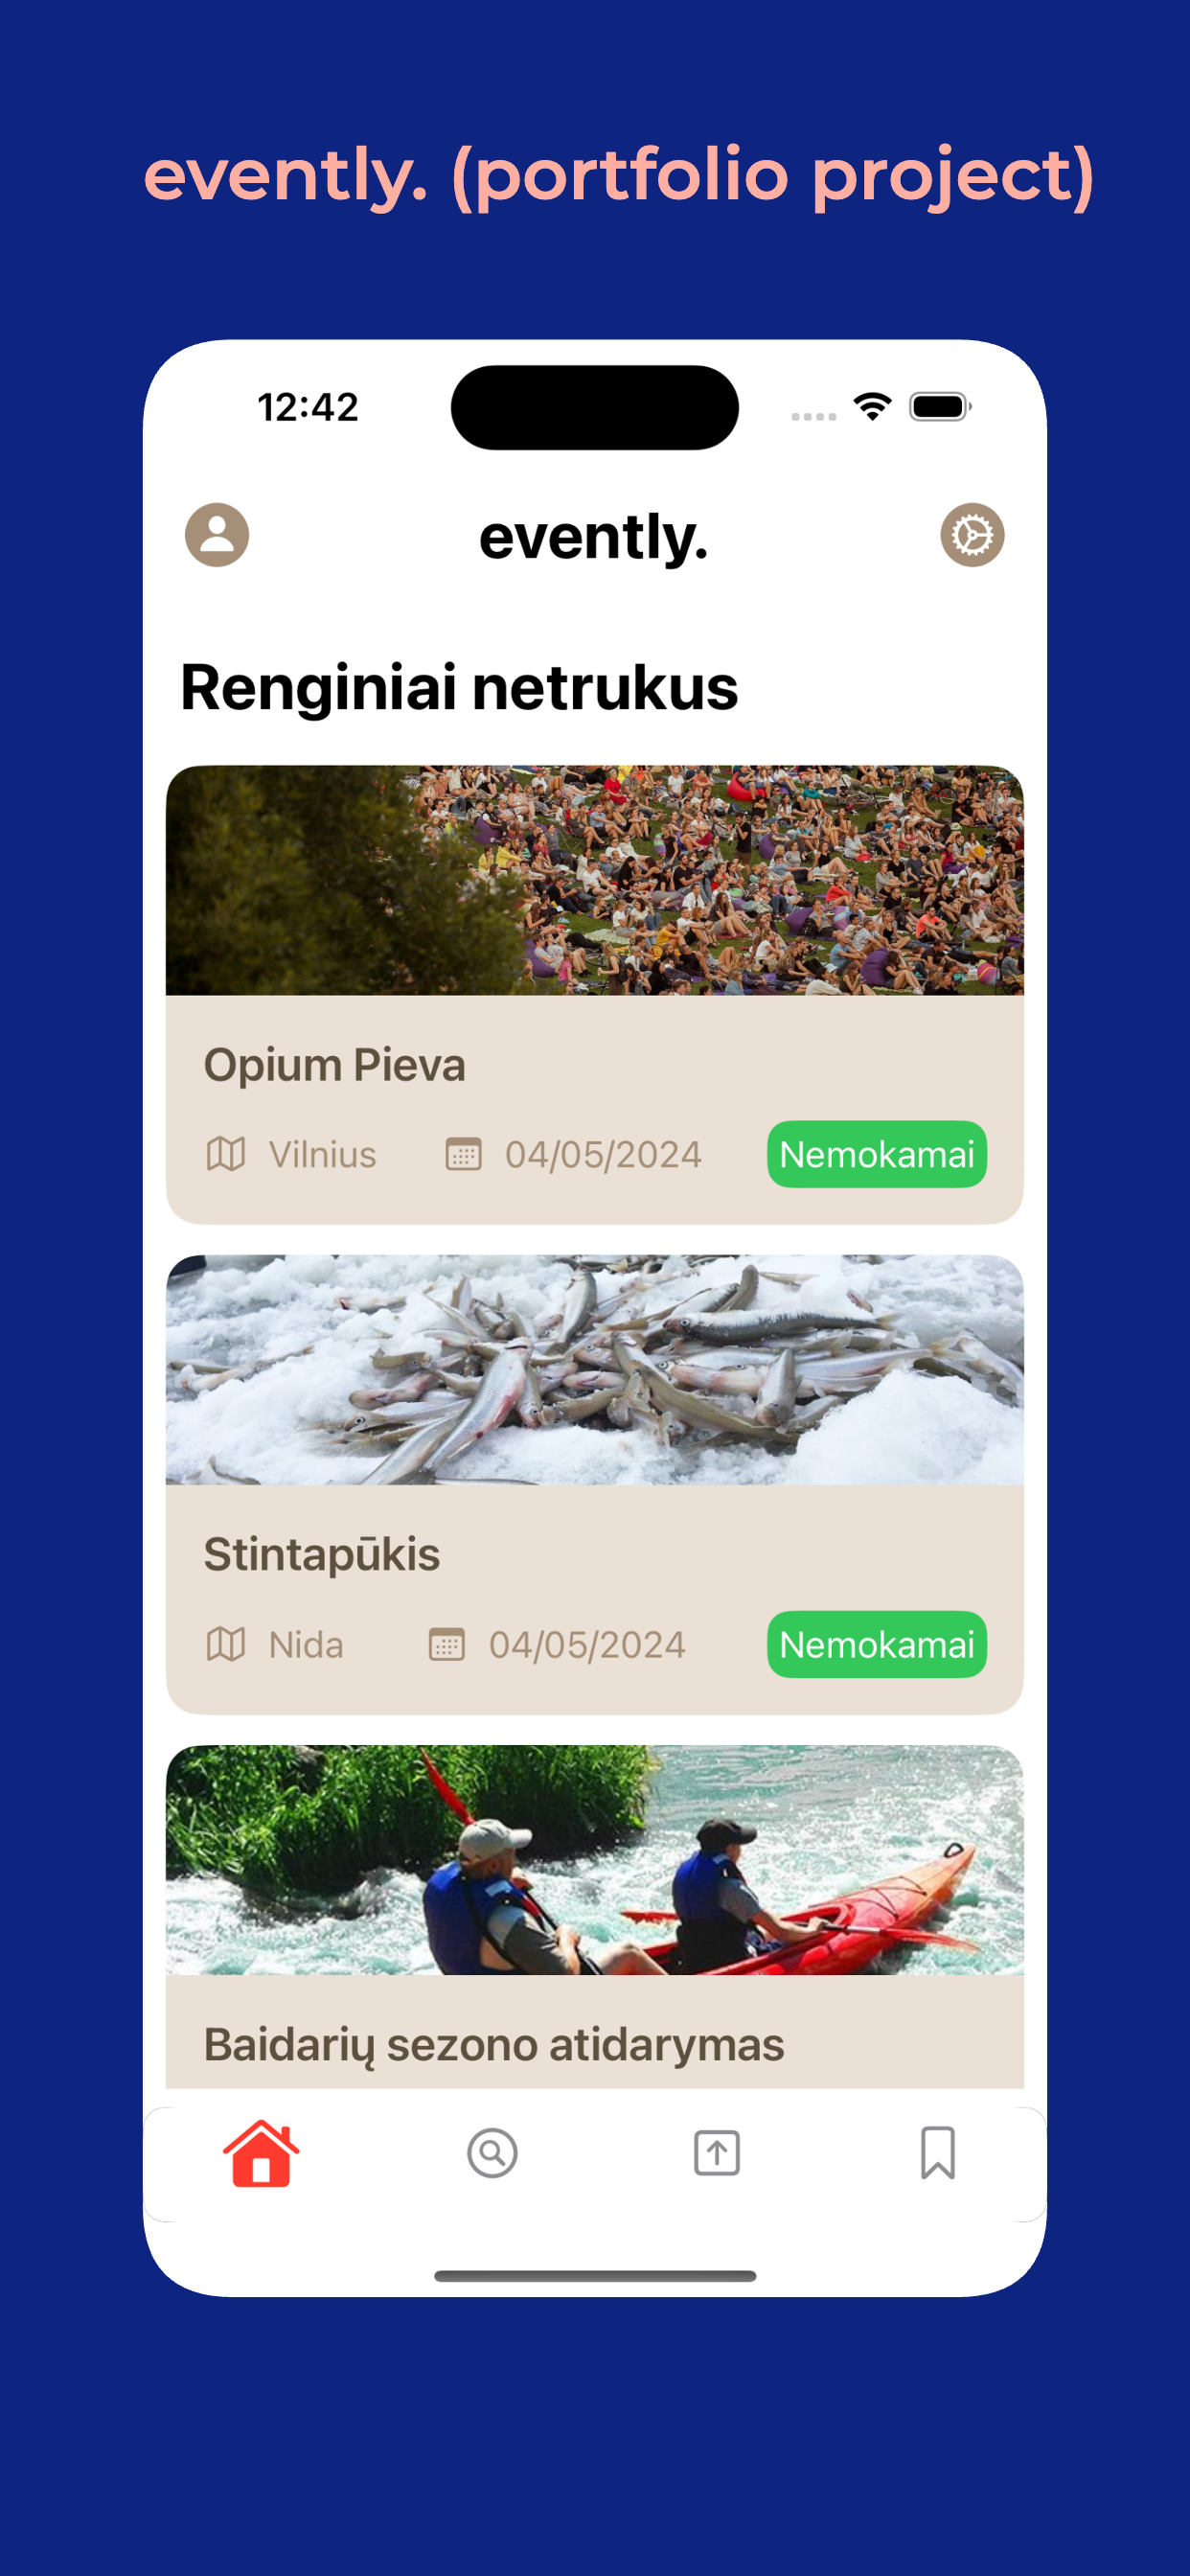 evently. (portfolio project)
12:42
evently.
Renginiai netrukus
Opium Pieva
Vilnius 04/05/2024 Nemokamai
Stintapūkis
Nida 04/05/2024 Nemokamai
Baidarių sezono atidarymas